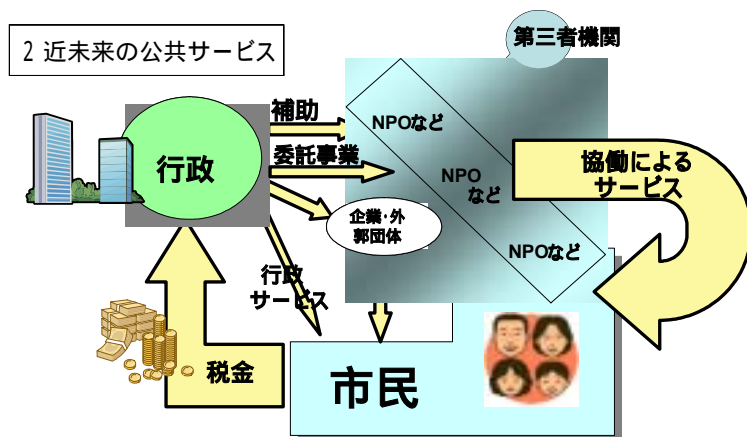 2 近未来の公共サービス
第三者機関
補助
NPOなど
行政
委託事業
協働による
サービス
NPO
など
企業・外
郭団体
NPOなど
行政
サービス
税金
市民